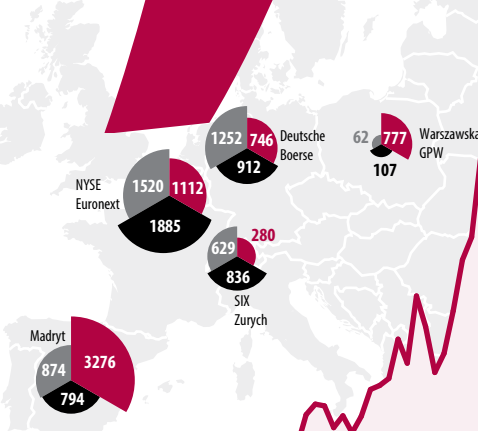 1252
746
Deutsche
Boerse
912
62
777
Warszawska
GPW
107
NYSE
Euronext
1520
1112
1885
629
280
836
SIX
Zurych
Madryt
874
3276
794